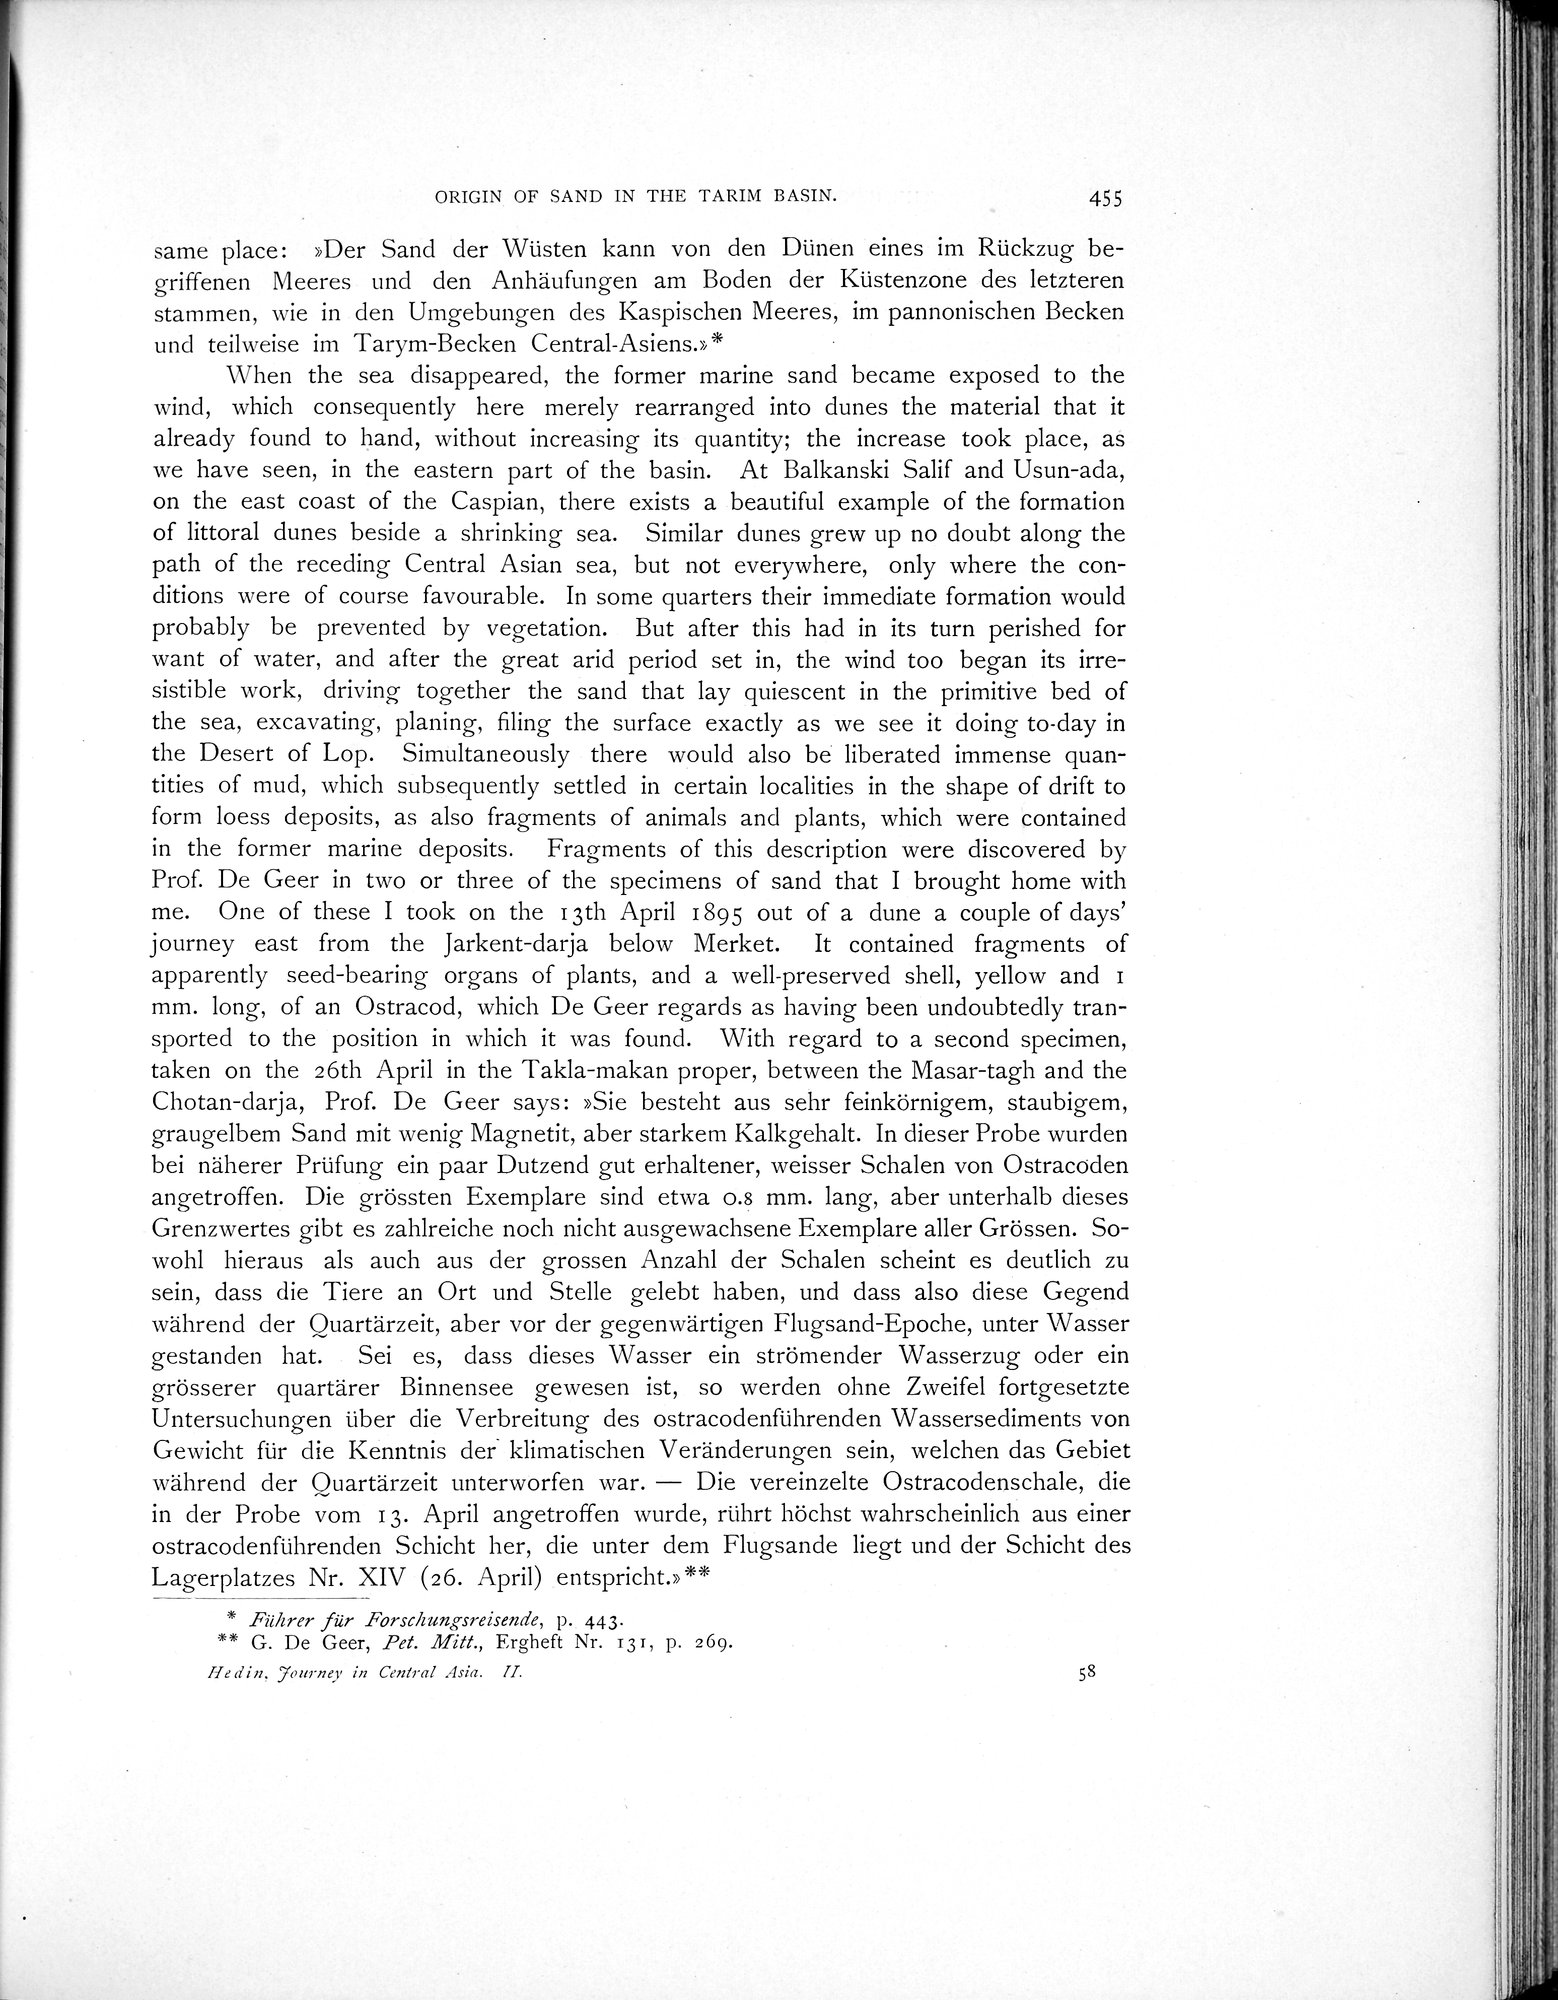 ORIGIN OF SAND IN THE TARIM BASIN. 455
same place: »Der Sand der Wüsten kann von den Dünen eines im Rückzug be-
griffenen Meeres und den Anhäufungen am Boden der Küstenzone des letzteren
stammen, wie in den Umgebungen des Kaspischen Meeres, im pannonischen Becken
und teilweise im Tarym-Becken Central-Asiens.»*
When the sea disappeared, the former marine sand became exposed to the
wind, which consequently here merely rearranged into dunes the material that it
already found to hand, without increasing its quantity; the increase took place, as
we have seen, in the eastern part of the basin. At Balkanski Salif and Usun-ada,
on the east coast of the Caspian, there exists a beautiful example of the formation
of littoral dunes beside a shrinking sea. Similar dunes grew up no doubt along the
path of the receding Central Asian sea, but not everywhere, only where the con-
ditions were of course favourable. In some quarters their immediate formation would
probably be prevented by vegetation. But after this had in its turn perished for
want of water, and after the great arid period set in, the wind too began its irre-
sistible work, driving together the sand that lay quiescent in the primitive bed of
the sea, excavating, planing, filing the surface exactly as we see it doing to-day in
the Desert of Lop. Simultaneously there would also be liberated immense quan-
tities of mud, which subsequently settled in certain localities in the shape of drift to
form loess deposits, as also fragments of animals and plants, which were contained
in the former marine deposits. Fragments of this description were discovered by
Prof. De Geer in two or three of the specimens of sand that I brought home with
me. One of these I took on the 13th April 1895 out of a dune a couple of days'
journey east from the Jarkent-darja below Merket. It contained fragments of
apparently seed-bearing organs of plants, and a well-preserved shell, yellow and 1
mm. long, of an Ostracod, which De Geer regards as having been undoubtedly tran-
sported to the position in which it was found. With regard to a second specimen,
taken on the 26th April in the Takla-makan proper, between the Masar-tagh and the
Chotan-darja, Prof. De Geer says: »Sie besteht aus sehr feinkörnigem, staubigem,
graugelbem Sand mit wenig Magnetit, aber starkem Kalkgehalt. In dieser Probe wurden
bei näherer Prüfung ein paar Dutzend gut erhaltener, weisser Schalen von Ostracoden
angetroffen. Die grössten Exemplare sind etwa 0.8 mm. lang, aber unterhalb dieses
Grenzwertes gibt es zahlreiche noch nicht ausgewachsene Exemplare aller Grössen. So-
wohl hieraus als auch aus der grossen Anzahl der Schalen scheint es deutlich zu
sein, dass die Tiere an Ort und Stelle gelebt haben, und dass also diese Gegend
während der Quartärzeit, aber vor der gegenwärtigen Flugsand-Epoche, unter Wasser
gestanden hat. Sei es, dass dieses Wasser ein strömender Wasserzug oder ein
grösserer quartärer Binnensee gewesen ist, so werden ohne Zweifel fortgesetzte
Untersuchungen über die Verbreitung des ostracodenführenden Wassersediments von
Gewicht für die Kenntnis der klimatischen Veränderungen sein, welchen das Gebiet
während der Quartärzeit unterworfen war. — Die vereinzelte Ostracodenschale, die
in der Probe vom 13. April angetroffen wurde, rührt höchst wahrscheinlich aus einer
ostracodenführenden Schicht her, die unter dem Flugsande liegt und der Schicht des
Lagerplatzes Nr. XIV (26. April) entspricht.»**
* Führer für Forschungsreisende, p. 443.
** G. De Geer, Pet. Mitt., Ergheft Nr. 131, p. 269.
Hedin, Journey in Central Asia. II. 58